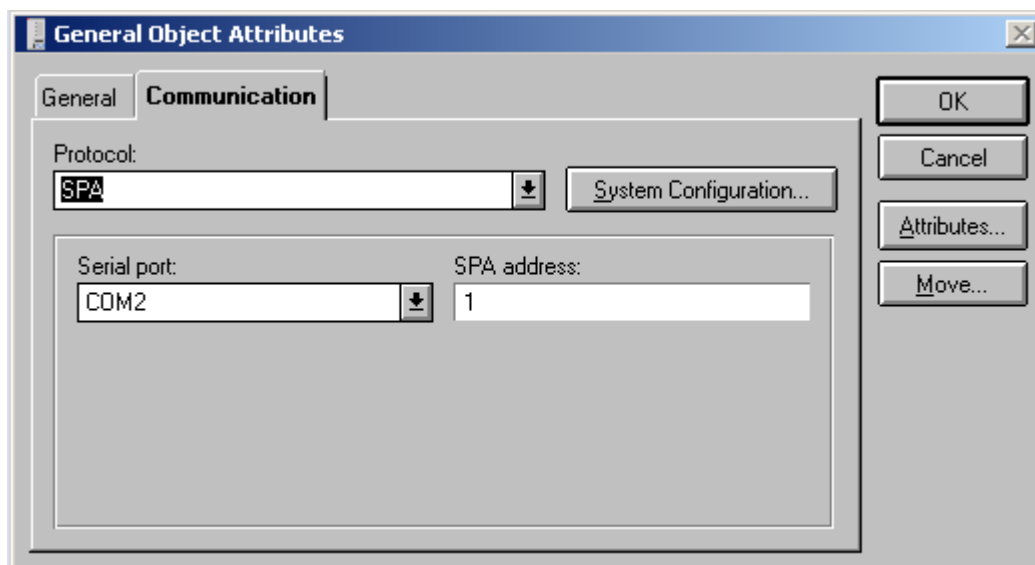 General Object Attributes
General
Communication
OK
Protocol:
Cancel
SPA
System Configuration...
Attributes...
Serial port:
SPA address:
Move...
COM2
1